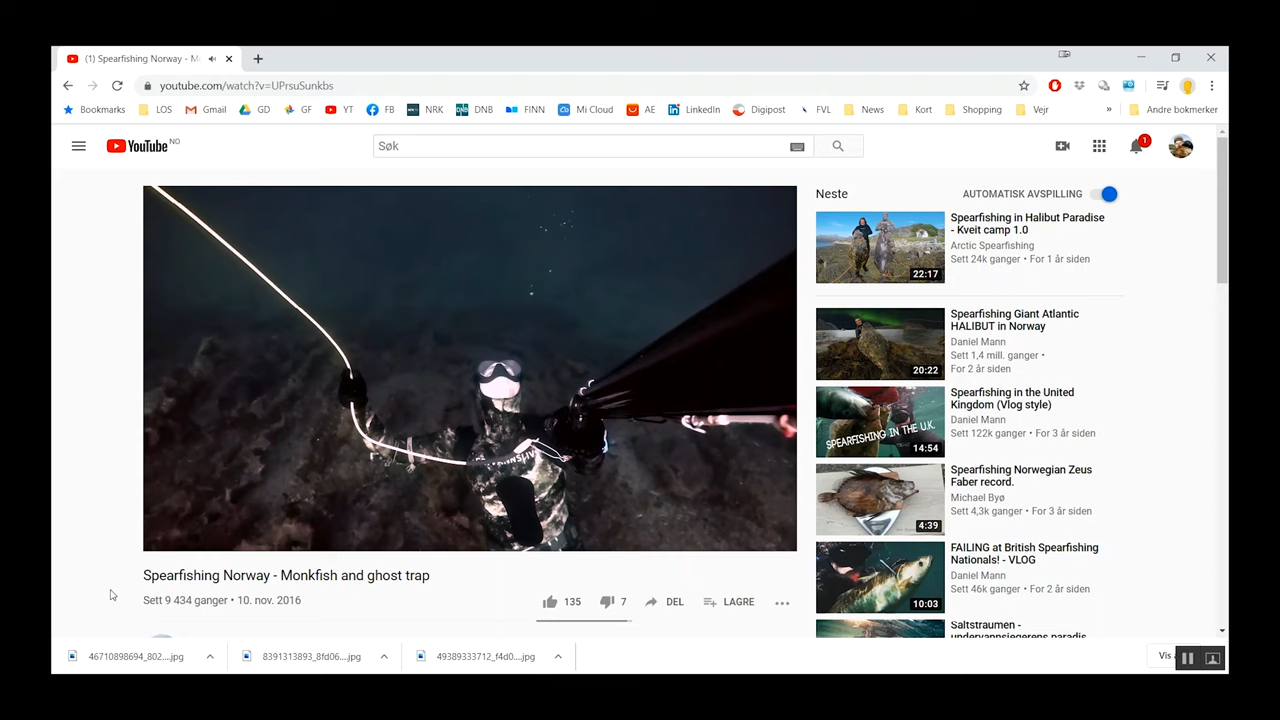 (1) Spearfishing Norway - M
youtube.com/watch?v=UPrsuSunkbs
Bookmarks LOS Gmail GD GF YT FB NRK DNB FINN Mi Cloud AE LinkedIn Digipost FVL News Kort Shopping Vejr » Andre bokmerker
YouTube NO
Søk
1
Neste
AUTOMATISK AVSPILLING
Spearfishing in Halibut Paradise
- Kveit camp 1.0
Arctic Spearfishing
Sett 24k ganger • For 1 år siden
22:17
Spearfishing Giant Atlantic
HALIBUT in Norway
Daniel Mann
Sett 1,4 mill. ganger •
For 2 år siden
20:22
Spearfishing in the United
Kingdom (Vlog style)
Daniel Mann
Sett 122k ganger • For 3 år siden
SPEARFISHING IN THE U.K.
14:54
Spearfishing Norwegian Zeus
Faber record.
Michael Byø
Sett 4,3k ganger • For 3 år siden
4:39
FAILING at British Spearfishing
Nationals! - VLOG
Daniel Mann
Sett 46k ganger • For 2 år siden
10:03
Saltstraumen -
undervannsjegerens paradis
Spearfishing Norway - Monkfish and ghost trap
Sett 9 434 ganger • 10. nov. 2016
135 7 DEL LAGRE
46710898694_802....jpg 8391313893_8fd06...jpg 49389333712_f4d0....jpg Vis